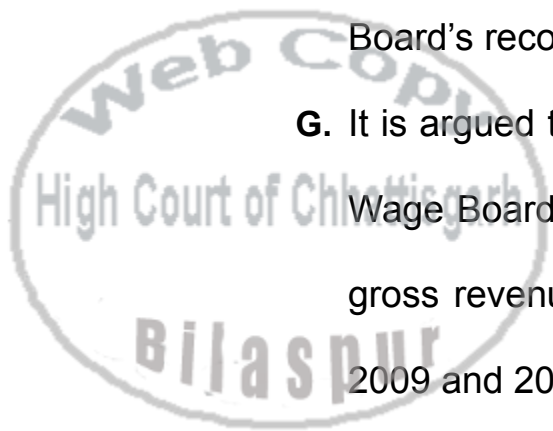 Web Copy
High Court of Chhattisgarh
Bilaspur
Board's reco
G. It is argued t
Wage Board
gross revenu
2009 and 20